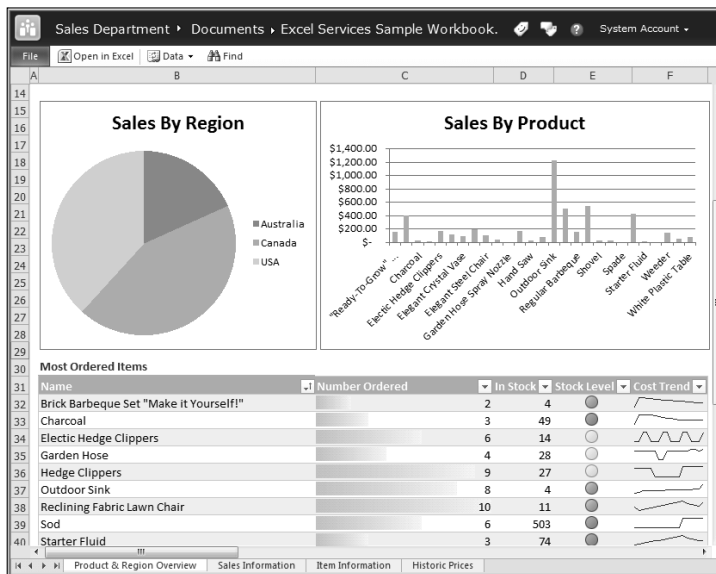 Sales Department ▸ Documents ▸ Excel Services Sample Workbook. System Account
File Open in Excel Data Find
A B C D E F
14
15
16
17
18
19
20
21
22
23
24
25
26
27
28
29
30
31
32
33
34
35
36
37
38
39
40
Sales By Region
Australia
Canada
USA
Sales By Product
$1,400.00
$1,200.00
$1,000.00
$800.00
$600.00
$400.00
$200.00
$-
"Ready-To-Grow" ...
Charcoal
Electic Hedge Clippers
Elegant Crystal Vase
Elegant Steel Chair
Garden Hose Spray Nozzle
Hand Saw
Outdoor Sink
Regular Barbeque
Shovel
Spade
Starter Fluid
Weeder
White Plastic Table
Most Ordered Items
Name Number Ordered In Stock Stock Level Cost Trend
Brick Barbeque Set "Make it Yourself!" 2 4
Charcoal 3 49
Electic Hedge Clippers 6 14
Garden Hose 4 28
Hedge Clippers 9 27
Outdoor Sink 8 4
Reclining Fabric Lawn Chair 10 11
Sod 6 503
Starter Fluid 3 74
Product & Region Overview Sales Information Item Information Historic Prices